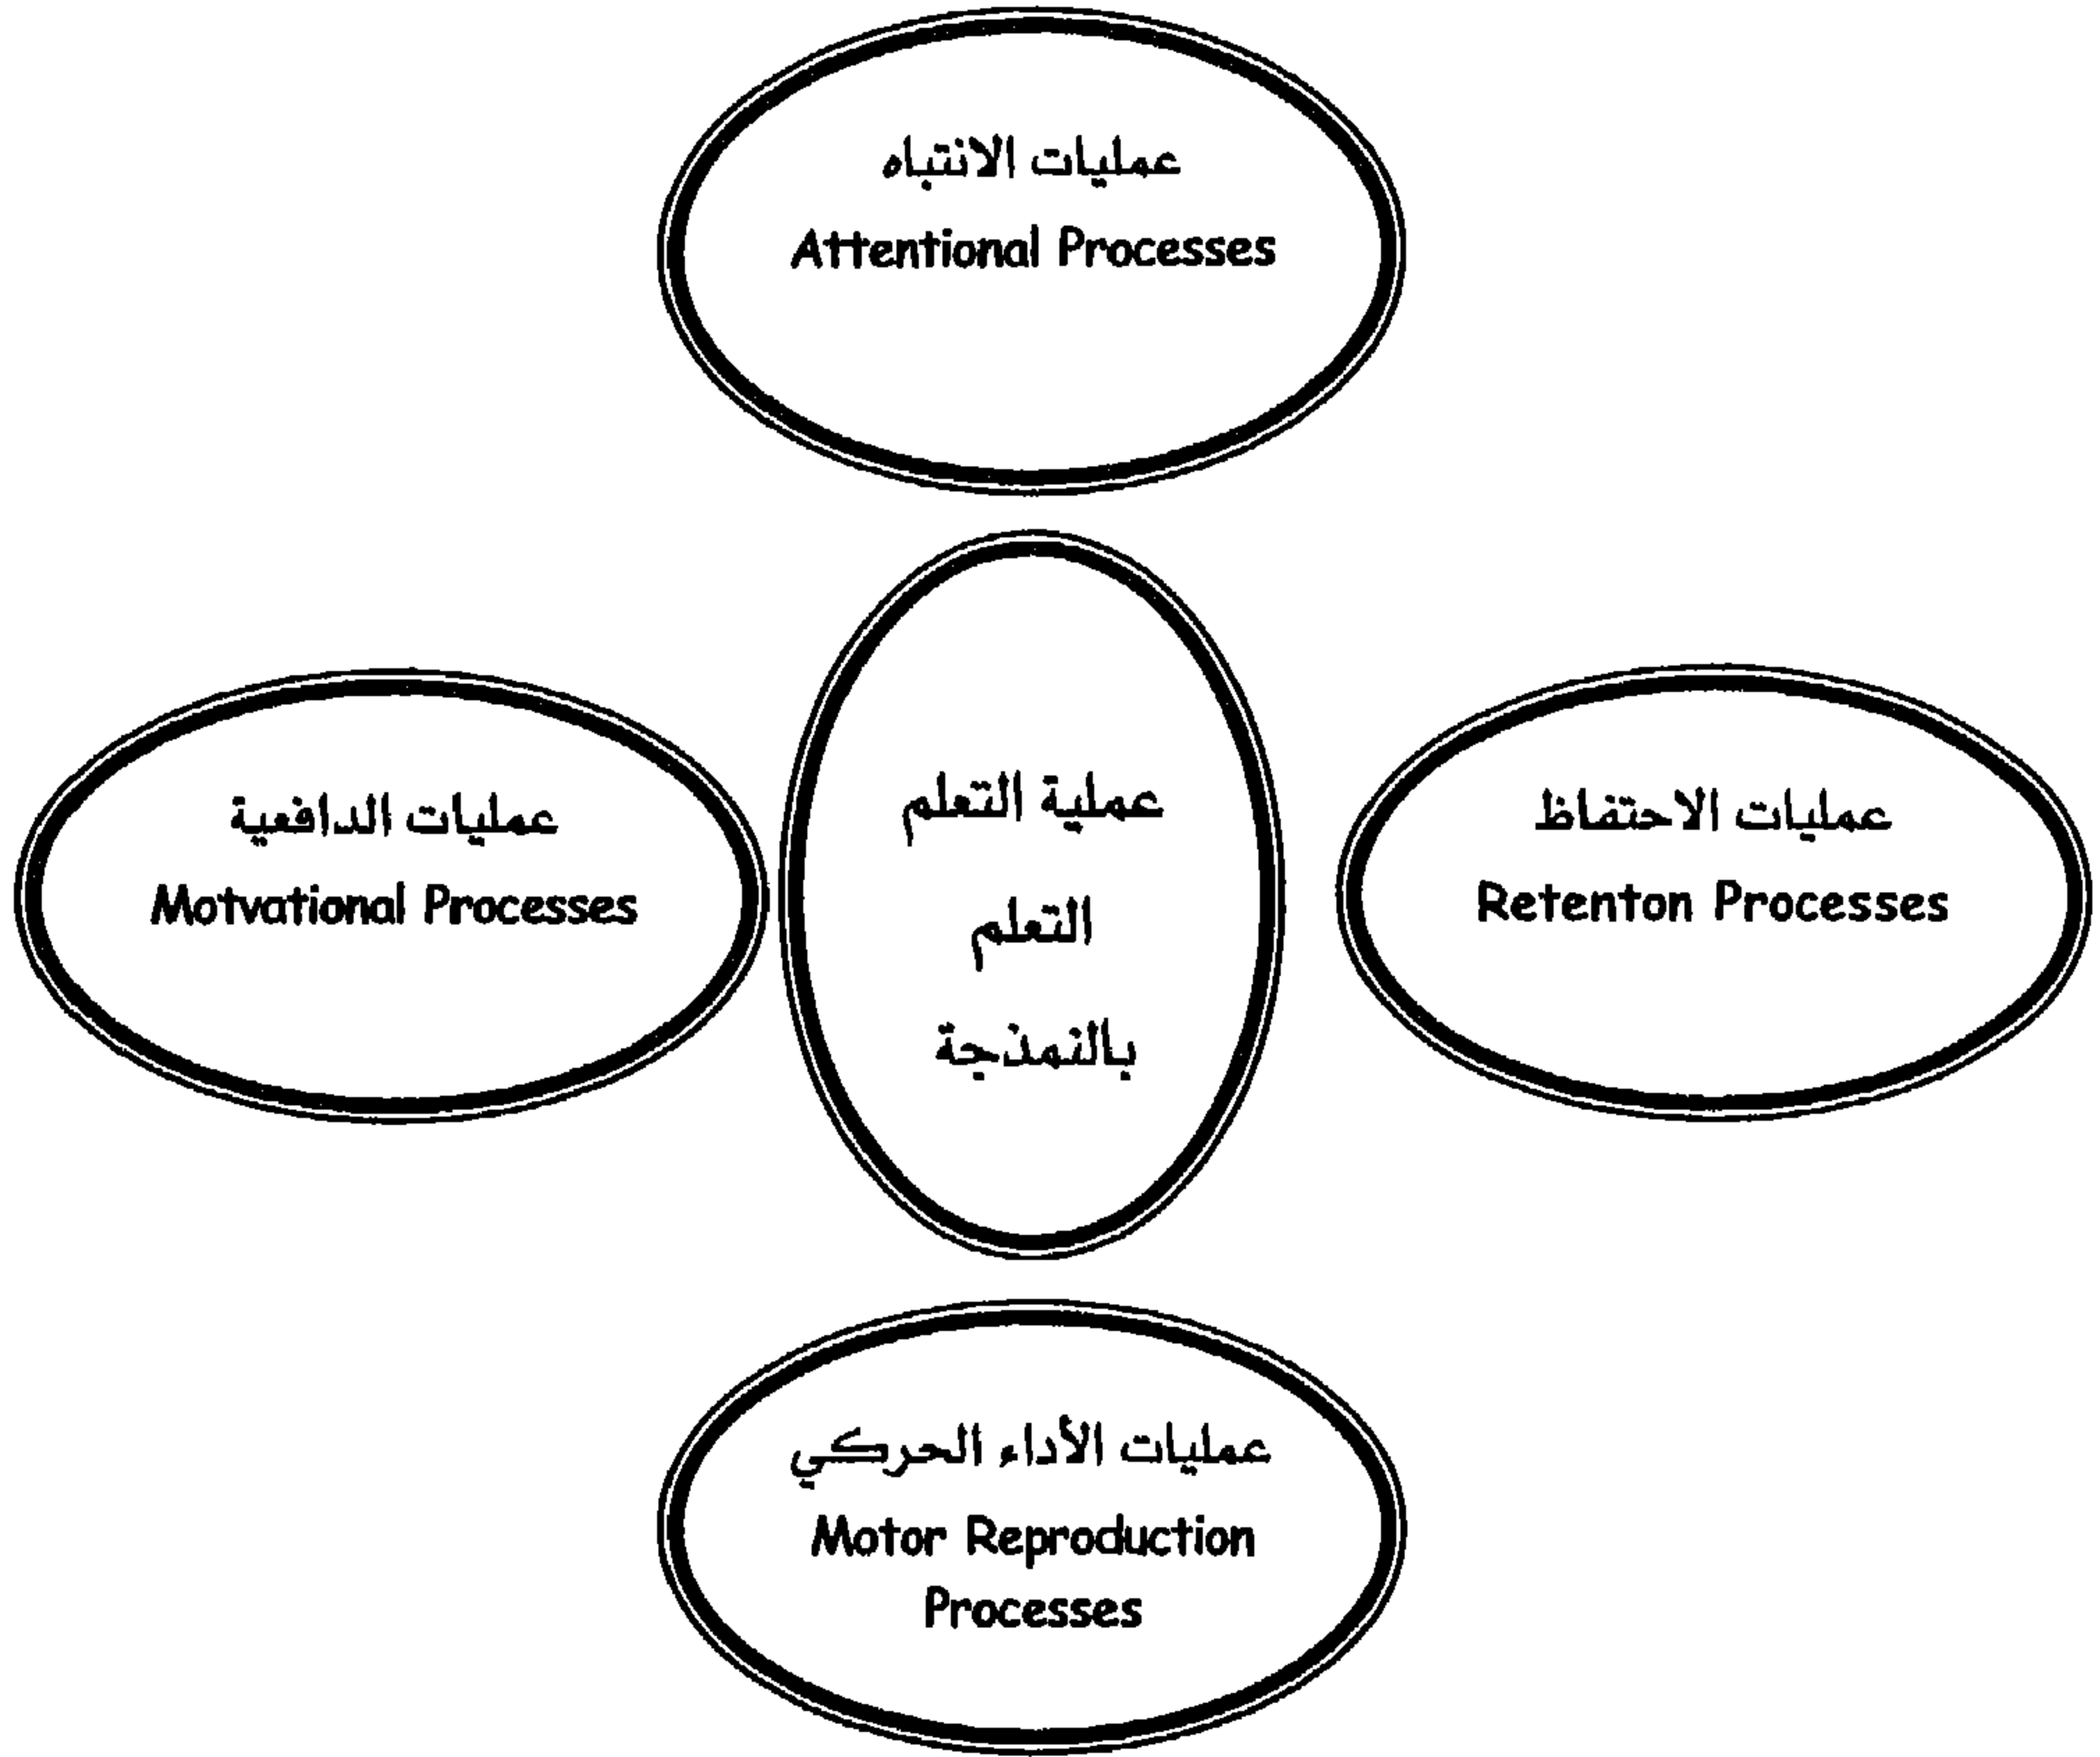 عمليات الانتباه
Attentional Processes
عملية التعلم
التعلم
بالنمذجة
عمليات الاحتفاظ
Retenton Processes
عمليات الدافعية
Motvational Processes
عمليات الأداء الحركي
Motor Reproduction
Processes